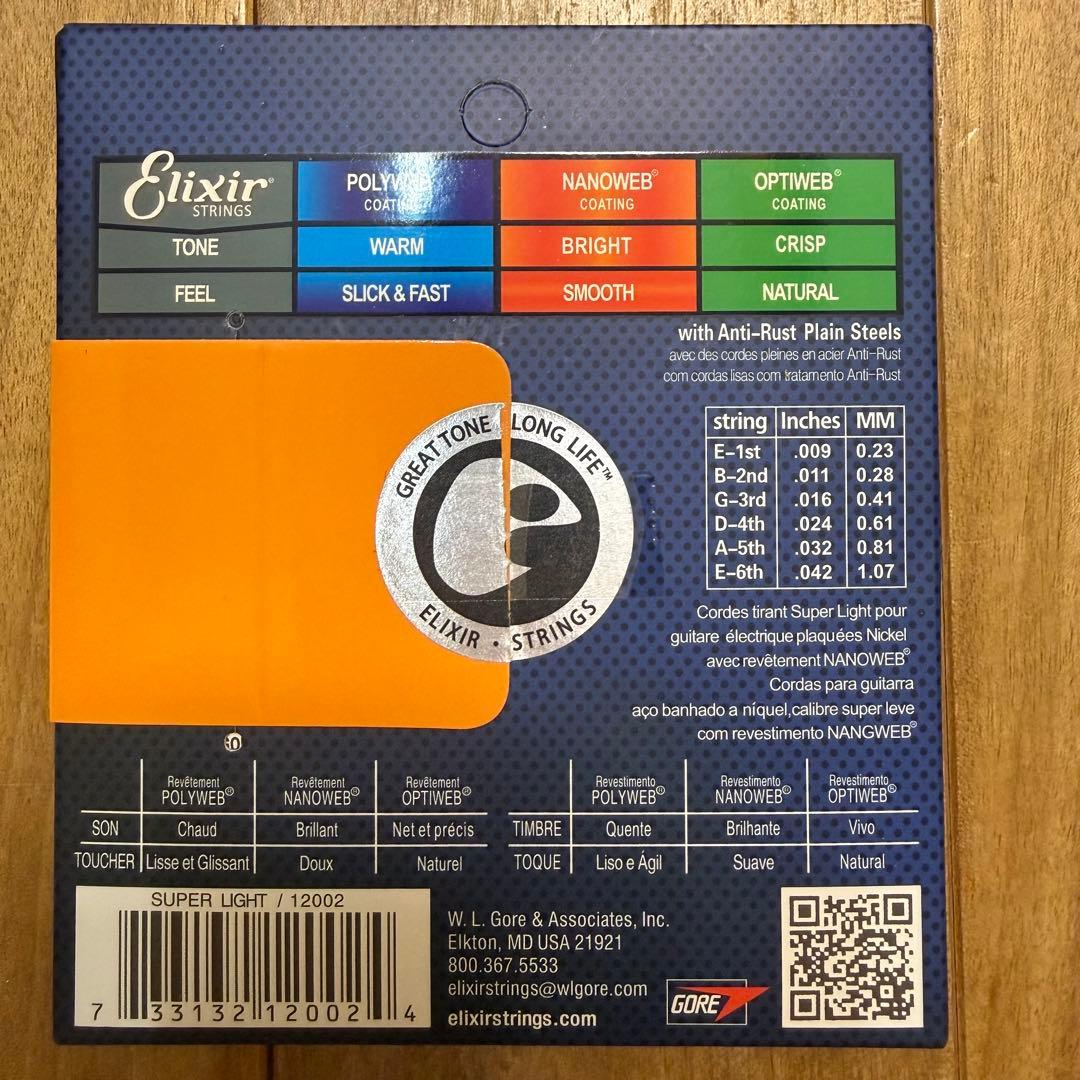 Elixir®
STRINGS
POLYWEB
COATING
NANOWEB®
COATING
OPTIWEB®
COATING
TONE WARM BRIGHT CRISP
FEEL SLICK & FAST SMOOTH NATURAL
with Anti-Rust Plain Steels
avec des cordes pleines en acier Anti-Rust
com cordas lisas com tratamento Anti-Rust
GREAT TONE LONG LIFE™
ELIXIR • STRINGS
string Inches MM
E-1st .009 0.23
B-2nd .011 0.28
G-3rd .016 0.41
D-4th .024 0.61
A-5th .032 0.81
E-6th .042 1.07
Cordes tirant Super Light pour
guitare électrique plaquées Nickel
avec revêtement NANOWEB®
Cordas para guitarra
aço banhado a níquel,calibre super leve
com revestimento NANGWEB®
Revêtement
POLYWEB®
Revêtement
NANOWEB®
Revêtement
OPTIWEB®
SON Chaud Brillant Net et précis
TOUCHER Lisse et Glissant Doux Naturel
Revestimento
POLYWEB®
Revestimento
NANOWEB®
Revestimento
OPTIWEB®
TIMBRE Quente Brilhante Vivo
TOQUE Liso e Ágil Suave Natural
SUPER LIGHT / 12002
7 33132 12002 4
W. L. Gore & Associates, Inc.
Elkton, MD USA 21921
800.367.5533
elixirstrings@wlgore.com
elixirstrings.com
GORE